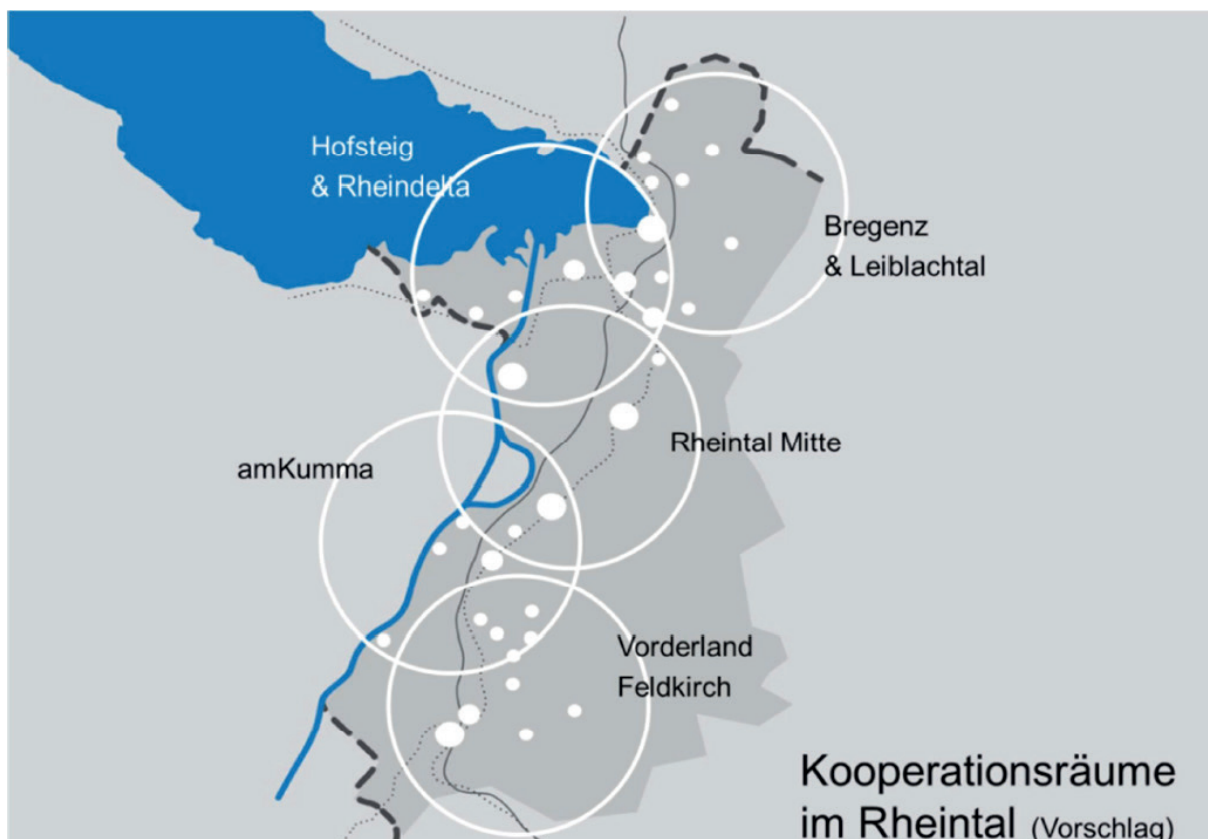 Hofsteig
& Rheindelta
Bregenz
& Leiblachtal
Rheintal Mitte
amKumma
Vorderland
Feldkirch
Kooperationsräume
im Rheintal (Vorschlag)